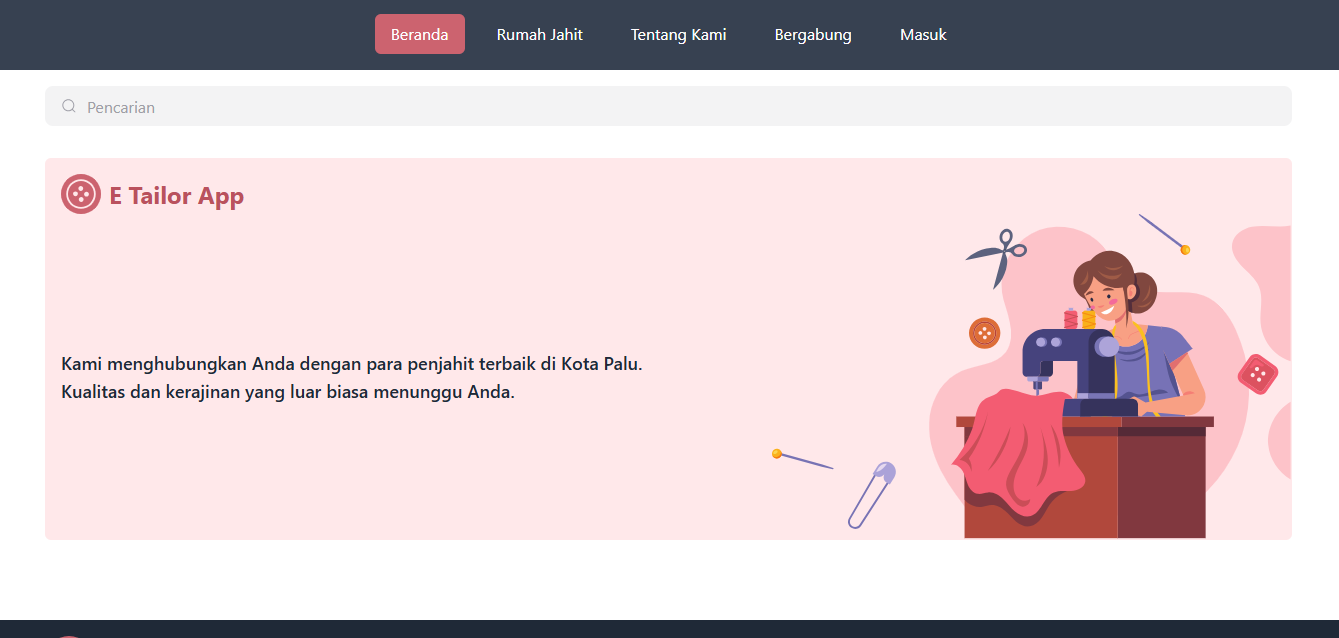 Beranda Rumah Jahit Tentang Kami Bergabung Masuk
Pencarian
E Tailor App
Kami menghubungkan Anda dengan para penjahit terbaik di Kota Palu.
Kualitas dan kerajinan yang luar biasa menunggu Anda.